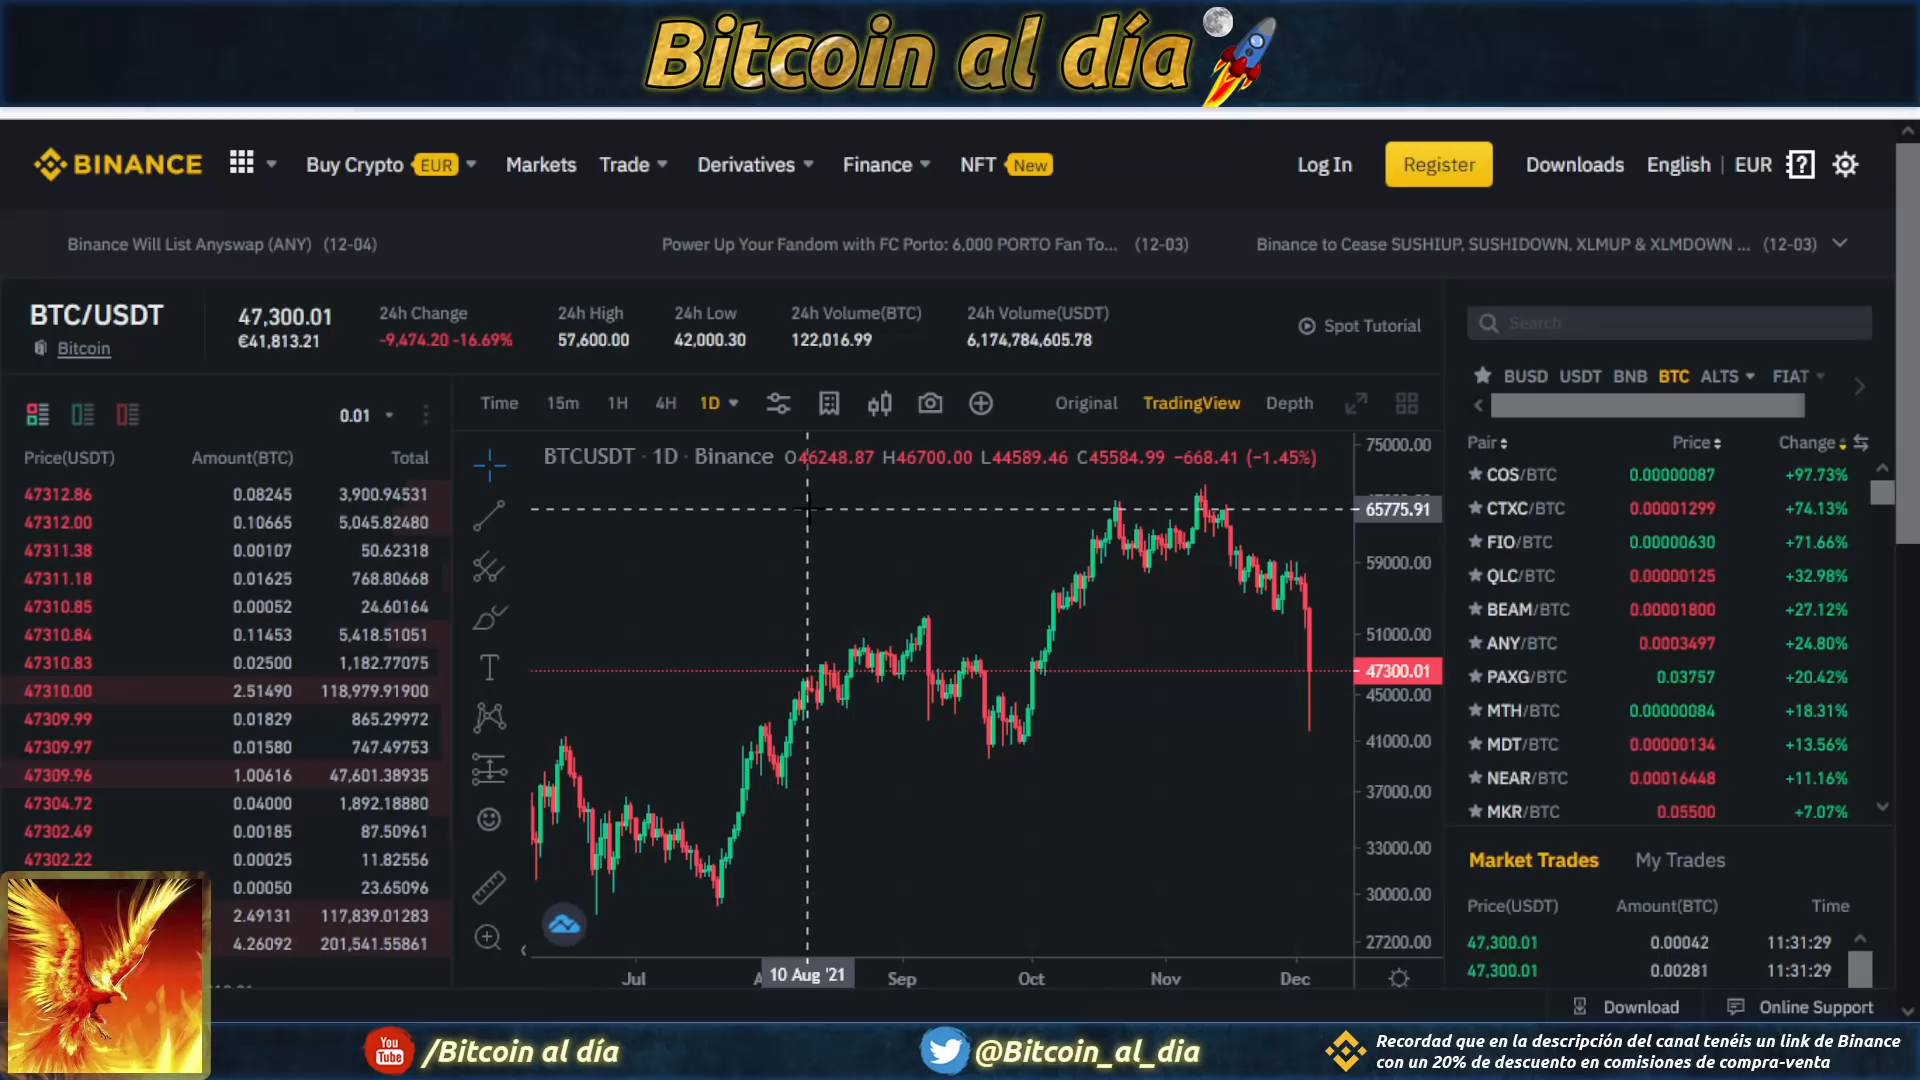 Bitcoin al día
BINANCE
Buy Crypto EUR
Markets
Trade
Derivatives
Finance
NFT New
Log In
Register
Downloads
English | EUR
Binance Will List Anyswap (ANY) (12-04)
Power Up Your Fandom with FC Porto: 6,000 PORTO Fan To... (12-03)
Binance to Cease SUSHIUP, SUSHIDOWN, XLMUP & XLMDOWN ... (12-03)
BTC/USDT
Bitcoin
47,300.01
€41,813.21
24h Change
-9,474.20 -16.69%
24h High
57,600.00
24h Low
42,000.30
24h Volume(BTC)
122,016.99
24h Volume(USDT)
6,174,784,605.78
Spot Tutorial
0.01
Price(USDT) Amount(BTC) Total
47312.86 0.08245 3,900.94531
47312.00 0.10665 5,045.82480
47311.38 0.00107 50.62318
47311.18 0.01625 768.80668
47310.85 0.00052 24.60164
47310.84 0.11453 5,418.51051
47310.83 0.02500 1,182.77075
47310.00 2.51490 118,979.91900
47309.99 0.01829 865.29972
47309.97 0.01580 747.49753
47309.96 1.00616 47,601.38935
47304.72 0.04000 1,892.18880
47302.49 0.00185 87.50961
47302.22 0.00025 11.82556
0.00050 23.65096
2.49131 117,839.01283
4.26092 201,541.55861
Time 15m 1H 4H 1D
Original TradingView Depth
BTCUSDT · 1D · Binance O46248.87 H46700.00 L44589.46 C45584.99 -668.41 (-1.45%)
75000.00
65775.91
59000.00
51000.00
47300.01
45000.00
41000.00
37000.00
33000.00
30000.00
27200.00
Jul
10 Aug '21
Sep
Oct
Nov
Dec
Search
BUSD USDT BNB BTC ALTS FIAT
Pair Price Change
COS/BTC 0.00000087 +97.73%
CTXC/BTC 0.00001299 +74.13%
FIO/BTC 0.00000630 +71.66%
QLC/BTC 0.00000125 +32.98%
BEAM/BTC 0.00001800 +27.12%
ANY/BTC 0.0003497 +24.80%
PAXG/BTC 0.03757 +20.42%
MTH/BTC 0.00000084 +18.31%
MDT/BTC 0.00000134 +13.56%
NEAR/BTC 0.00016448 +11.16%
MKR/BTC 0.05500 +7.07%
Market Trades My Trades
Price(USDT) Amount(BTC) Time
47,300.01 0.00042 11:31:29
47,300.01 0.00281 11:31:29
Download
Online Support
You Tube
/Bitcoin al día
@Bitcoin_al_dia
Recordad que en la descripción del canal tenéis un link de Binance
con un 20% de descuento en comisiones de compra-venta